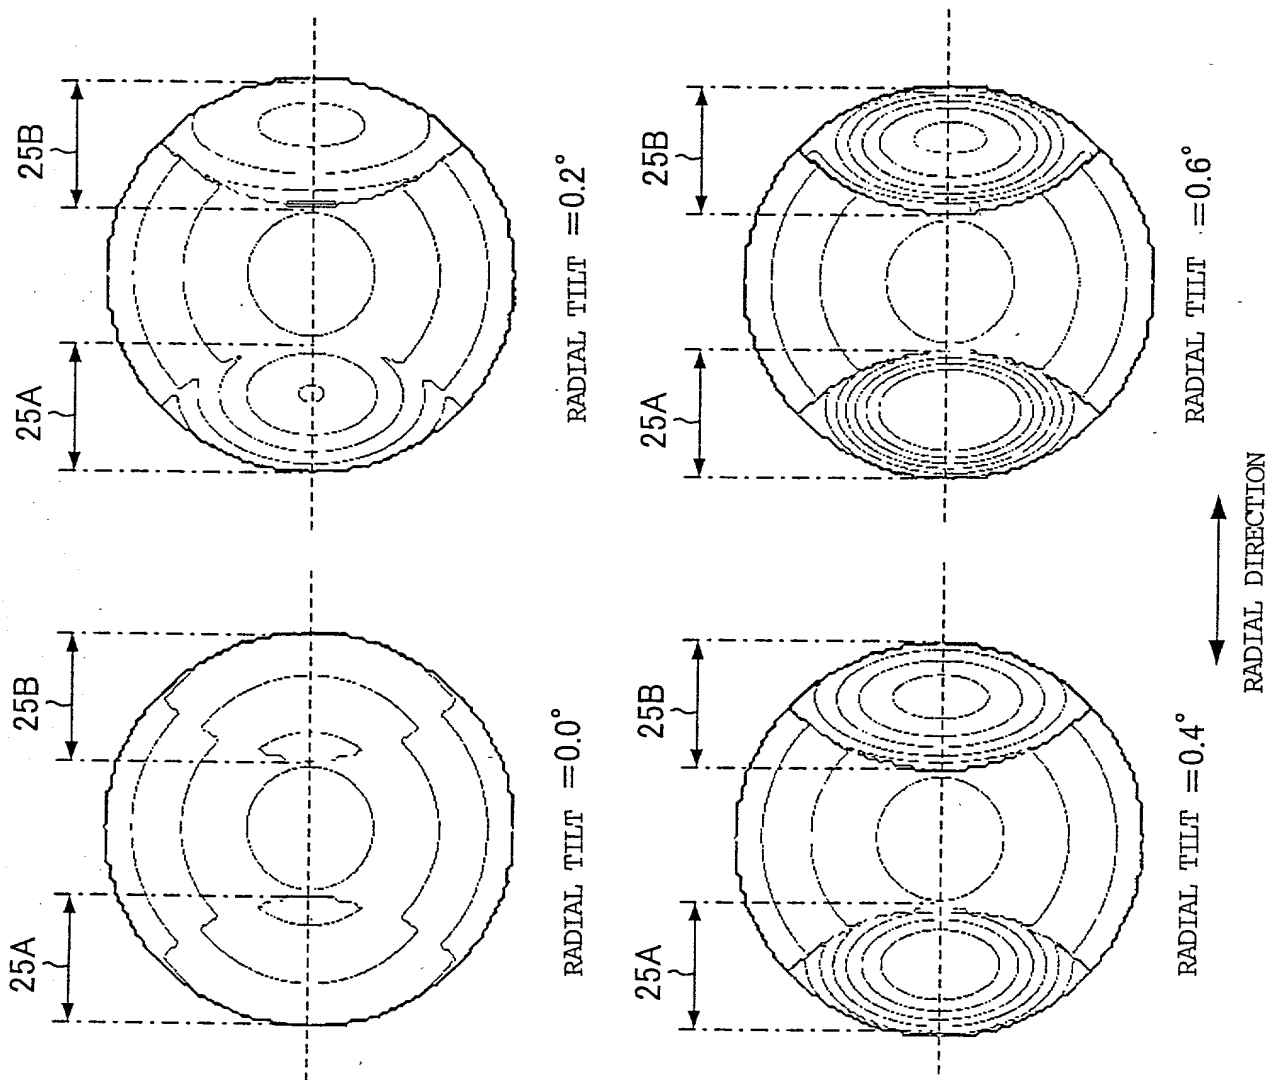 25A
25B
RADIAL TILT =0.0°
25A
25B
RADIAL TILT =0.2°
25A
25B
RADIAL TILT =0.4°
25A
25B
RADIAL TILT =0.6°
RADIAL DIRECTION